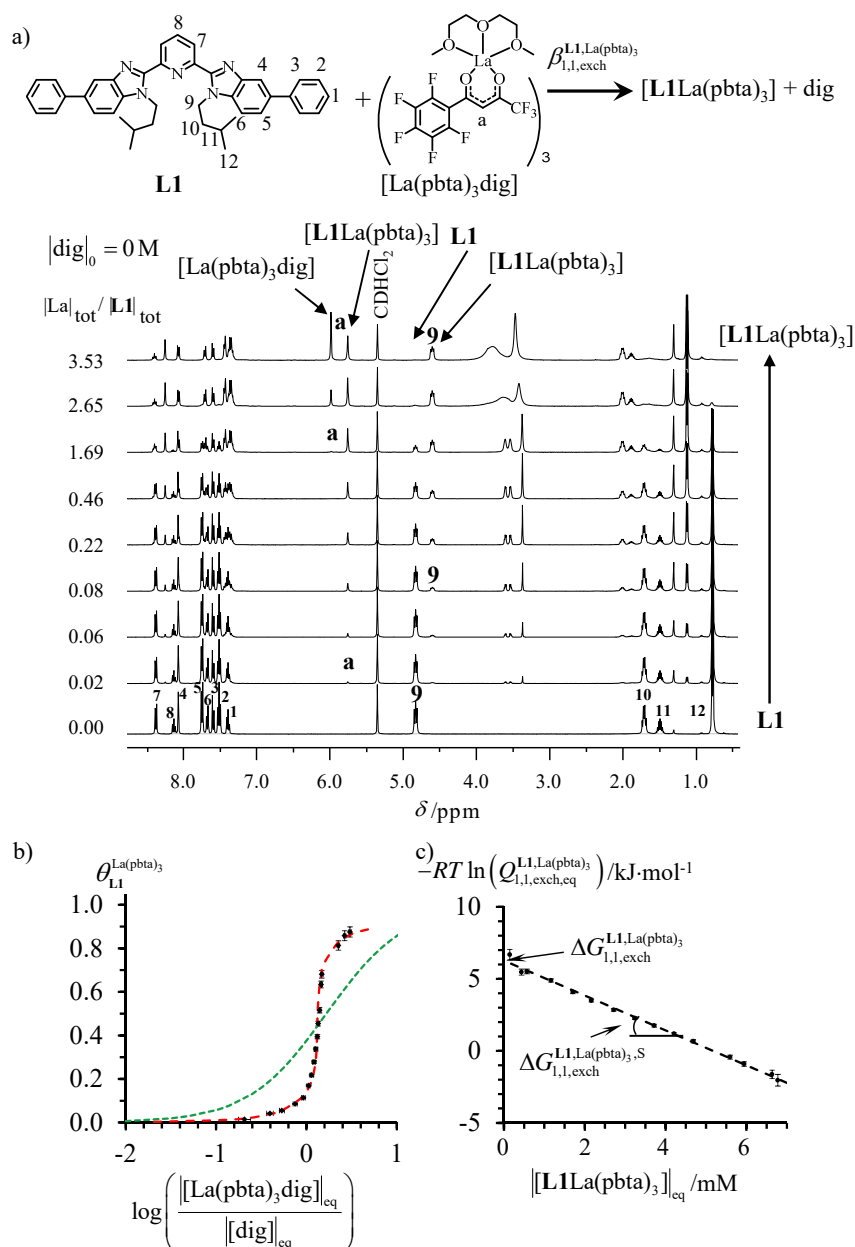 a)
8
7
N
N
N
N
N
4
3
2
1
9
6
5
10
11
12
L1
+
O
O
O
La
O
O
F
F
F
F
F
a
CF3
3
[La(pbta)3dig]
β1,1,exch L1,La(pbta)3
[L1La(pbta)3] + dig
|dig|0 = 0 M
[La(pbta)3dig]
[L1La(pbta)3]
L1
CDHCl2
[L1La(pbta)3]
|La|tot / |L1|tot
a
9
[L1La(pbta)3]
3.53
2.65
a
1.69
0.46
0.22
0.08
9
0.06
0.02
a
0.00
7
8
4
5
6
3
2
1
9
10
11
12
L1
8.0 7.0 6.0 5.0 4.0 3.0 2.0 1.0
δ /ppm
b)
θL1 La(pbta)3
1.0
0.8
0.6
0.4
0.2
0.0
-2 -1 0 1
log( |[La(pbta)3dig]|eq
|[dig]|eq )
c)
−RT ln(Q1,1,exch,eq L1,La(pbta)3) /kJ·mol-1
10
5
0
-5
ΔG1,1,exch L1,La(pbta)3
ΔG1,1,exch L1,La(pbta)3,S
0 2 4 6
|[L1La(pbta)3]|eq /mM